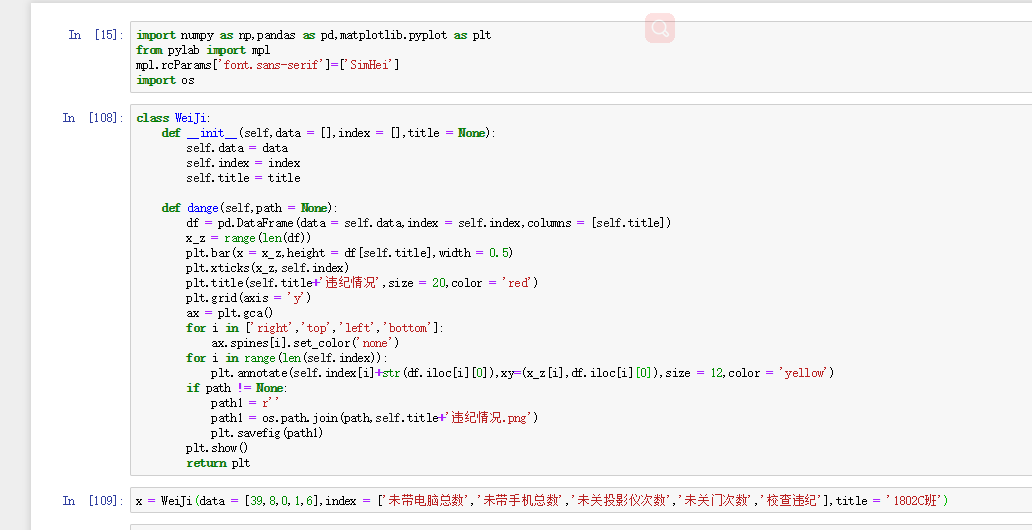 In [15]:
import numpy as np,pandas as pd,matplotlib.pyplot as plt
from pylab import mpl
mpl.rcParams['font.sans-serif']=['SimHei']
import os
In [108]:
class WeiJi:
    def __init__(self,data = [],index = [],title = None):
        self.data = data
        self.index = index
        self.title = title
    def dange(self,path = None):
        df = pd.DataFrame(data = self.data,index = self.index,columns = [self.title])
        x_z = range(len(df))
        plt.bar(x = x_z,height = df[self.title],width = 0.5)
        plt.xticks(x_z,self.index)
        plt.title(self.title+'违纪情况',size = 20,color = 'red')
        plt.grid(axis = 'y')
        ax = plt.gca()
        for i in ['right','top','left','bottom']:
            ax.spines[i].set_color('none')
        for i in range(len(self.index)):
            plt.annotate(self.index[i]+str(df.iloc[i][0]),xy=(x_z[i],df.iloc[i][0]),size = 12,color = 'yellow')
        if path != None:
            path1 = r''
            path1 = os.path.join(path,self.title+'违纪情况.png')
            plt.savefig(path1)
        plt.show()
        return plt
In [109]:
x = WeiJi(data = [39,8,0,1,6],index = ['未带电脑总数','未带手机总数','未关投影仪次数','未关门次数','校查违纪'],title = '1802C班')